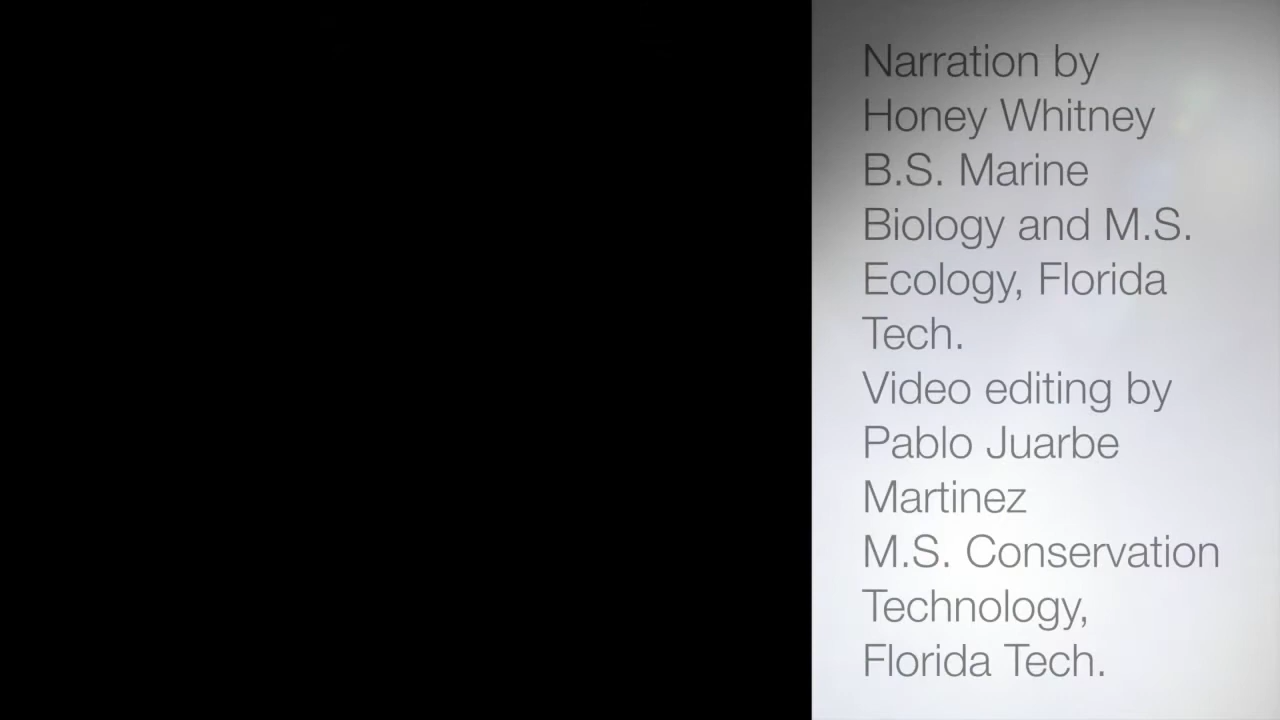 Narration by
Honey Whitney
B.S. Marine
Biology and M.S.
Ecology, Florida
Tech.
Video editing by
Pablo Juarbe
Martinez
M.S. Conservation
Technology,
Florida Tech.